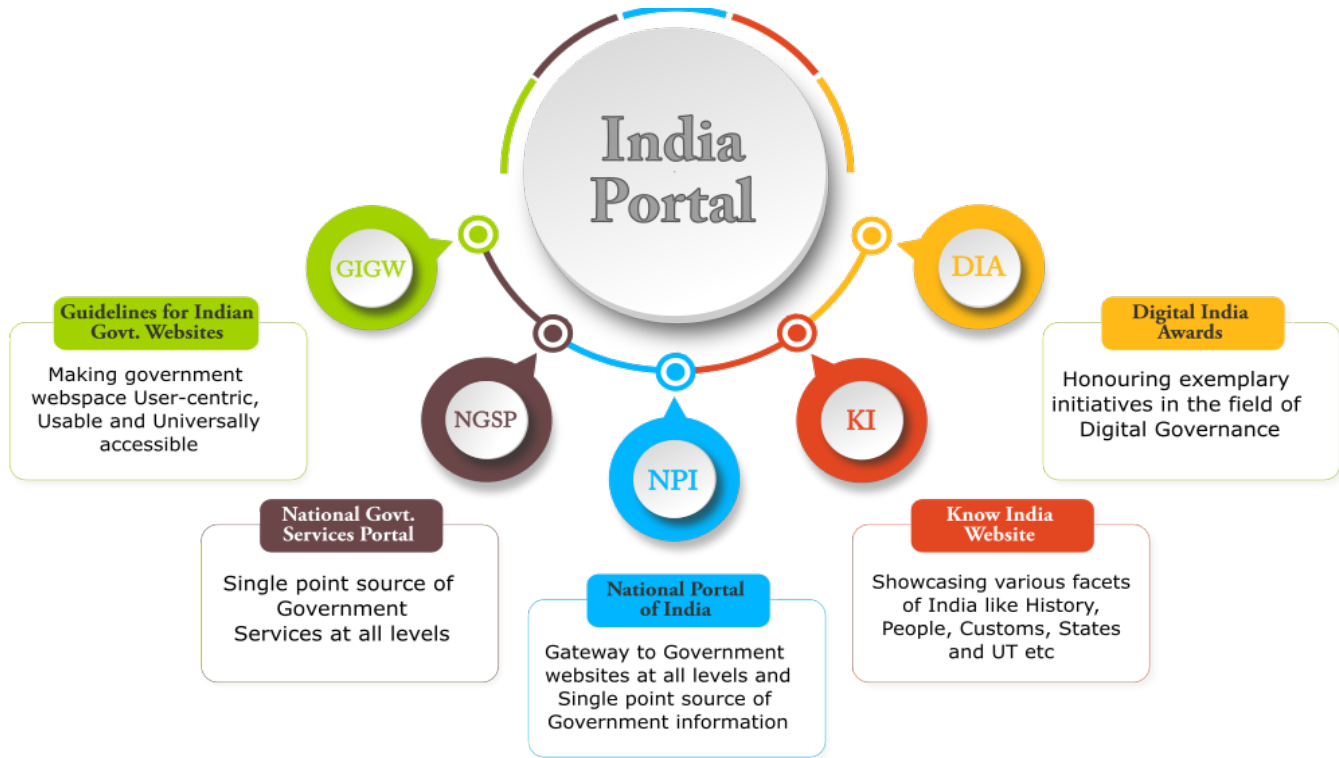 India
Portal
GIGW
Guidelines for Indian
Govt. Websites
Making government
webspace User-centric,
Usable and Universally
accessible
NGSP
National Govt.
Services Portal
Single point source of
Government
Services at all levels
NPI
National Portal
of India
Gateway to Government
websites at all levels and
Single point source of
Government information
KI
Know India
Website
Showcasing various facets
of India like History,
People, Customs, States
and UT etc
DIA
Digital India
Awards
Honouring exemplary
initiatives in the field of
Digital Governance